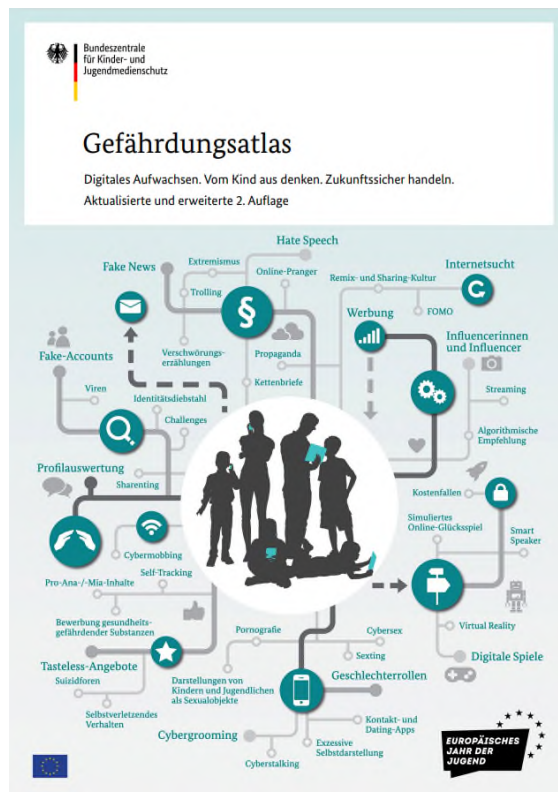 Bundeszentrale
für Kinder- und
Jugendmedienschutz
Gefährdungsatlas
Digitales Aufwachsen. Vom Kind aus denken. Zukunftssicher handeln.
Aktualisierte und erweiterte 2. Auflage
Hate Speech
Fake News
Extremismus
Online-Pranger
Remix- und Sharing-Kultur
Internetsucht
Trolling
§
Werbung
FOMO
Influencerinnen
und Influencer
Fake-Accounts
Verschwörungs-
erzählungen
Propaganda
Viren
Kettenbriefe
Streaming
Identitätsdiebstahl
Challenges
Algorithmische
Empfehlung
Profilauswertung
Sharenting
Kostenfallen
Simuliertes
Online-Glücksspiel
Smart
Speaker
Cybermobbing
Self-Tracking
Pro-Ana-/Mia-Inhalte
Bewerbung gesundheits-
gefährdender Substanzen
Virtual Reality
Pornografie
Cybersex
Sexting
Digitale Spiele
Tasteless-Angebote
Suizidforen
Selbstverletzendes
Verhalten
Darstellungen von
Kindern und Jugendlichen
als Sexualobjekte
Geschlechterrollen
Cybergrooming
Kontakt- und
Dating-Apps
Exzessive
Selbstdarstellung
Cyberstalking
EUROPÄISCHES
JAHR DER
JUGEND